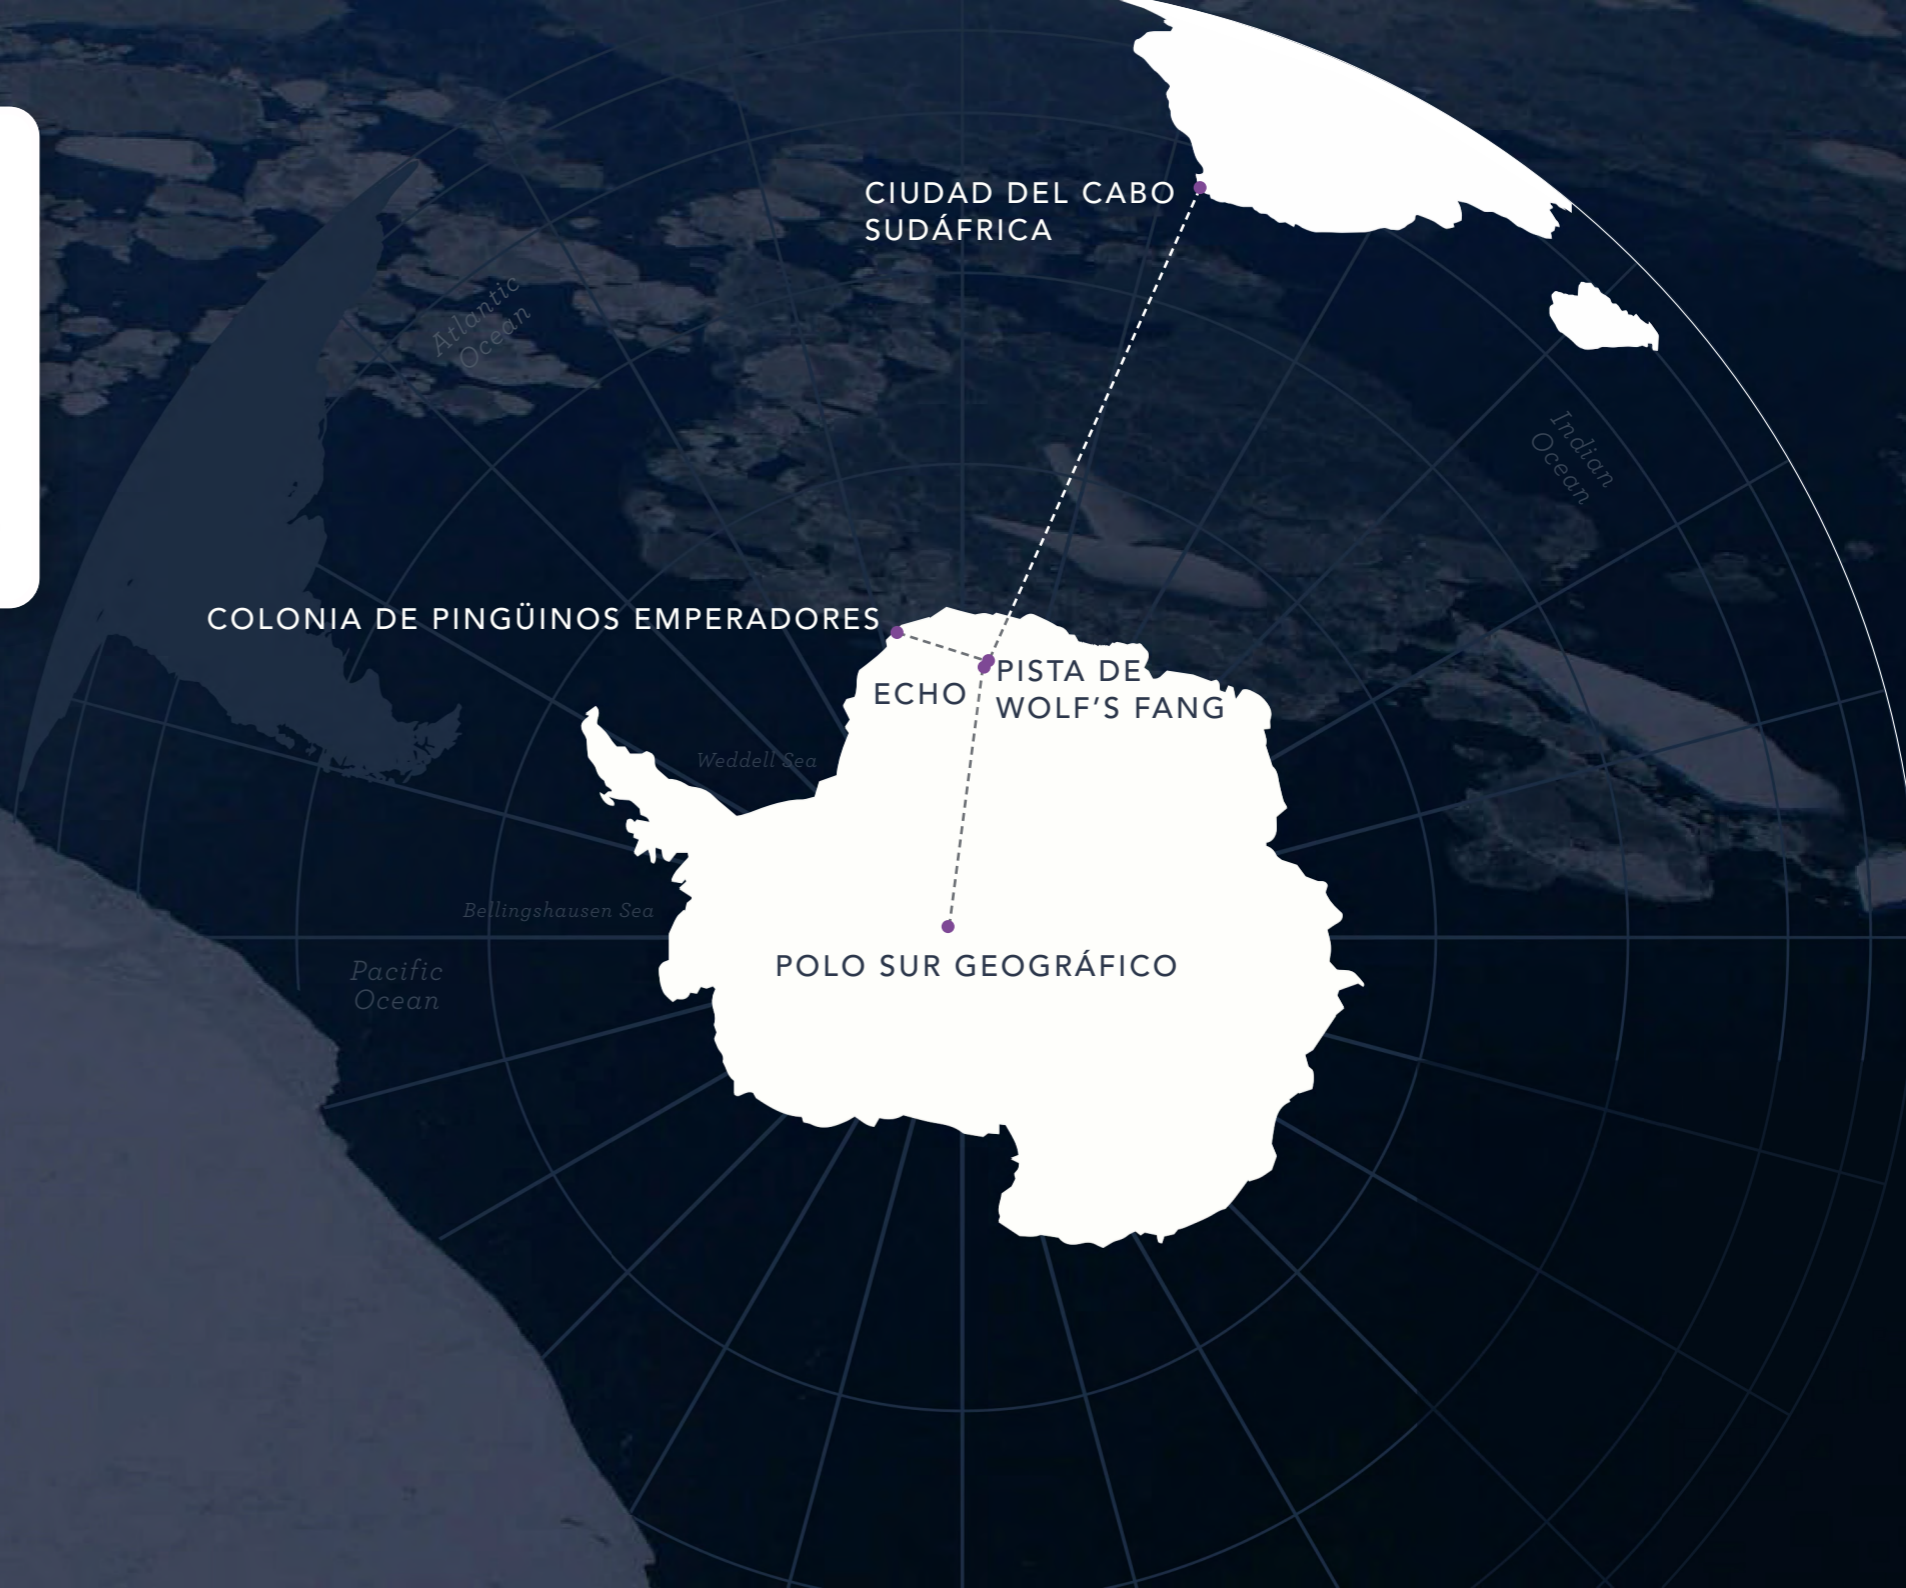 CIUDAD DEL CABO
SUDÁFRICA
Atlantic
Ocean
Indian
Ocean
COLONIA DE PINGÜINOS EMPERADORES
PISTA DE
WOLF’S FANG
ECHO
Weddell Sea
Bellingshausen Sea
Pacific
Ocean
POLO SUR GEOGRÁFICO